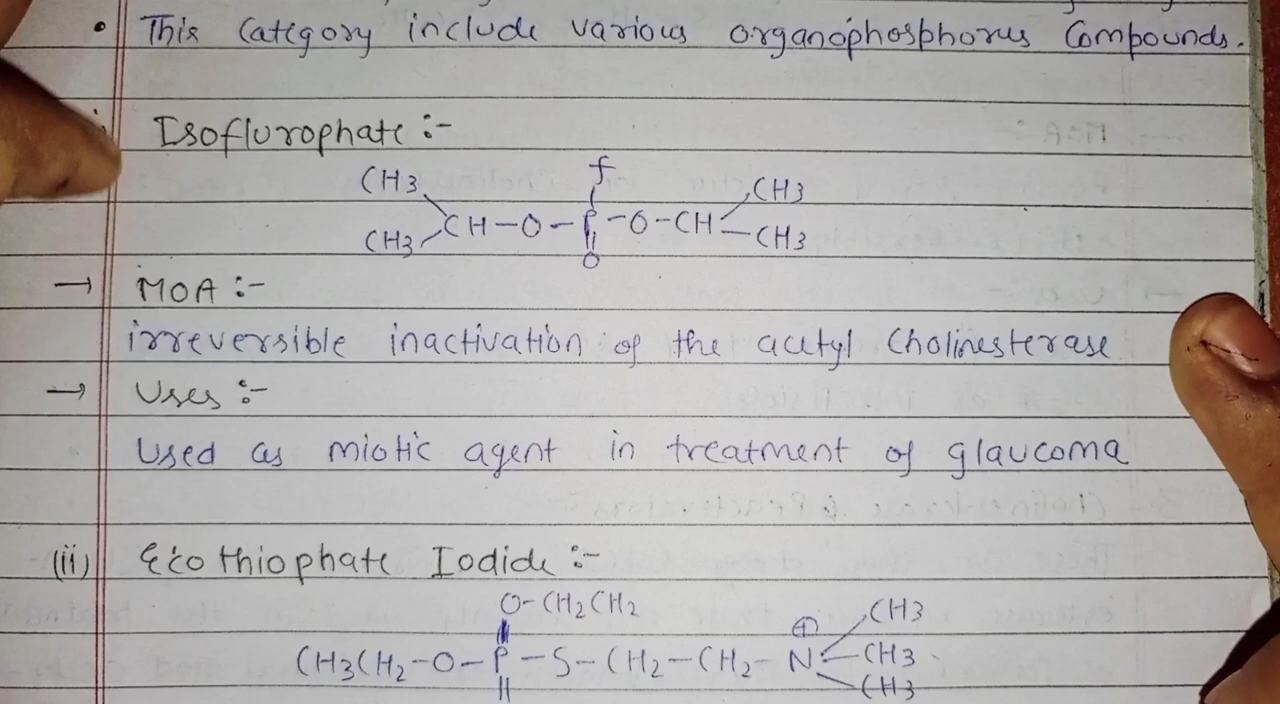 • This Category include various organophosphorus Compounds.
Isoflurophate :-
CH3 f CH3
CH-O-P-O-CH
CH3 O CH3
→ MOA :-
irreversible inactivation of the acetyl Cholinesterase
→ Uses :-
Used as miotic agent in treatment of glaucoma
(ii) Ecothiophate Iodide :-
O-CH2CH2 ⊕ CH3
CH3CH2-O-P-S-CH2-CH2-N-CH3
CH3